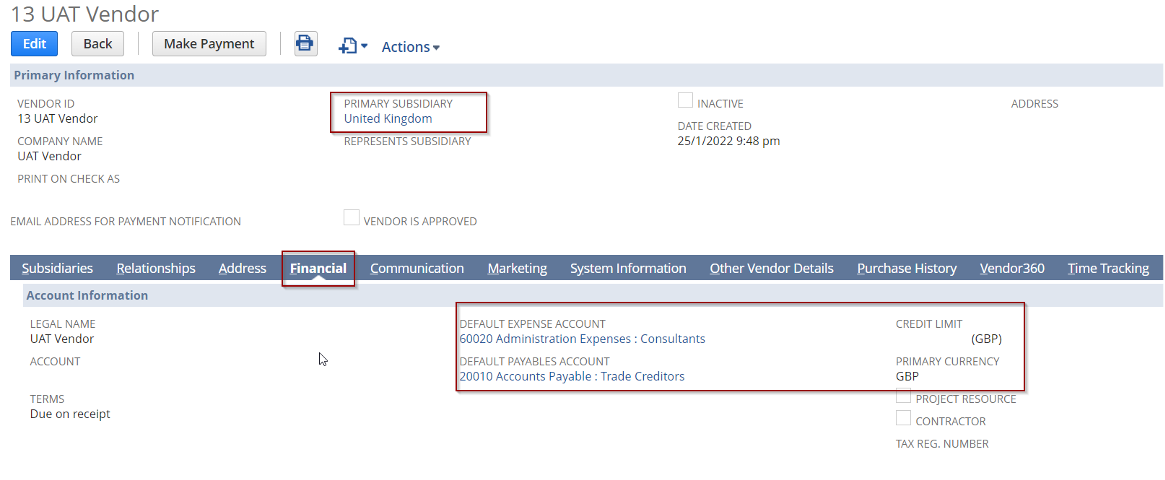 13 UAT Vendor
Edit Back Make Payment Actions
Primary Information
VENDOR ID
13 UAT Vendor
COMPANY NAME
UAT Vendor
PRINT ON CHECK AS
PRIMARY SUBSIDIARY
United Kingdom
REPRESENTS SUBSIDIARY
INACTIVE
DATE CREATED
25/1/2022 9:48 pm
ADDRESS
EMAIL ADDRESS FOR PAYMENT NOTIFICATION
VENDOR IS APPROVED
Subsidiaries Relationships Address Financial Communication Marketing System Information Other Vendor Details Purchase History Vendor360 Time Tracking
Account Information
LEGAL NAME
UAT Vendor
ACCOUNT
TERMS
Due on receipt
DEFAULT EXPENSE ACCOUNT
60020 Administration Expenses : Consultants
DEFAULT PAYABLES ACCOUNT
20010 Accounts Payable : Trade Creditors
CREDIT LIMIT
(GBP)
PRIMARY CURRENCY
GBP
PROJECT RESOURCE
CONTRACTOR
TAX REG. NUMBER